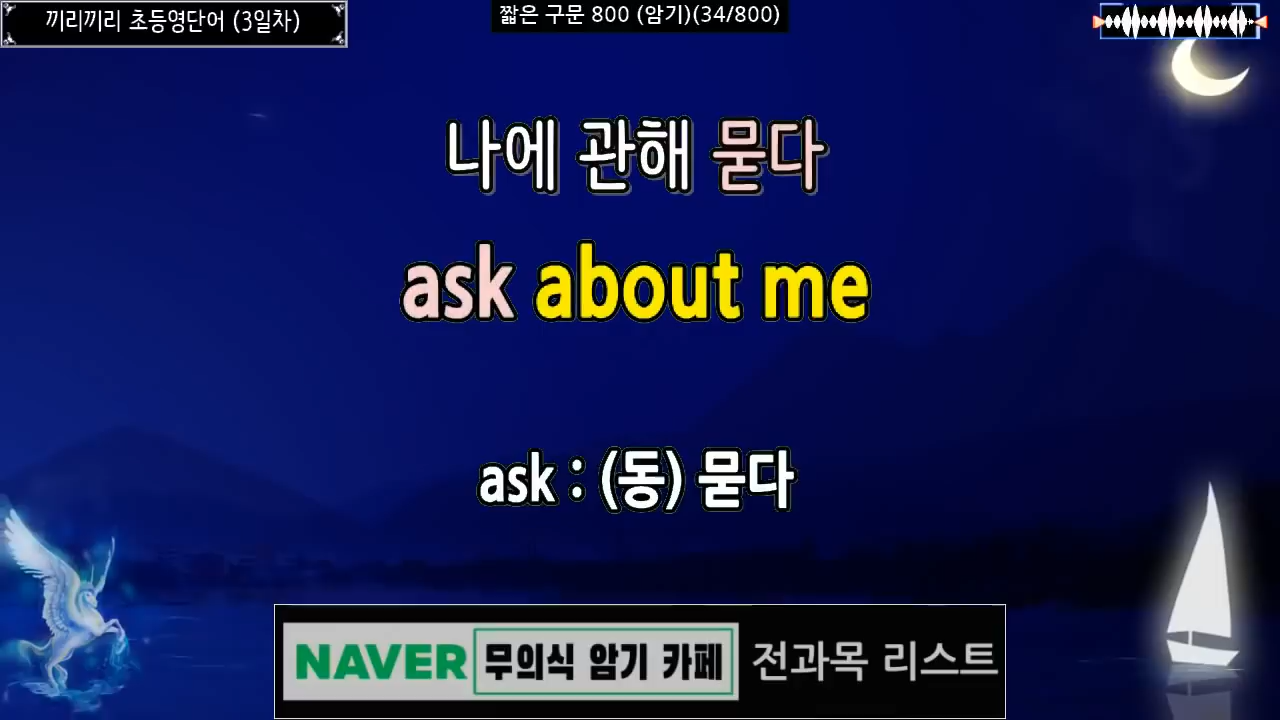 끼리끼리 초등영단어 (3일차)
짧은 구문 800 (암기)(34/800)
나에 관해 묻다
ask about me
ask : (동) 묻다
NAVER 무의식 암기 카페 전과목 리스트